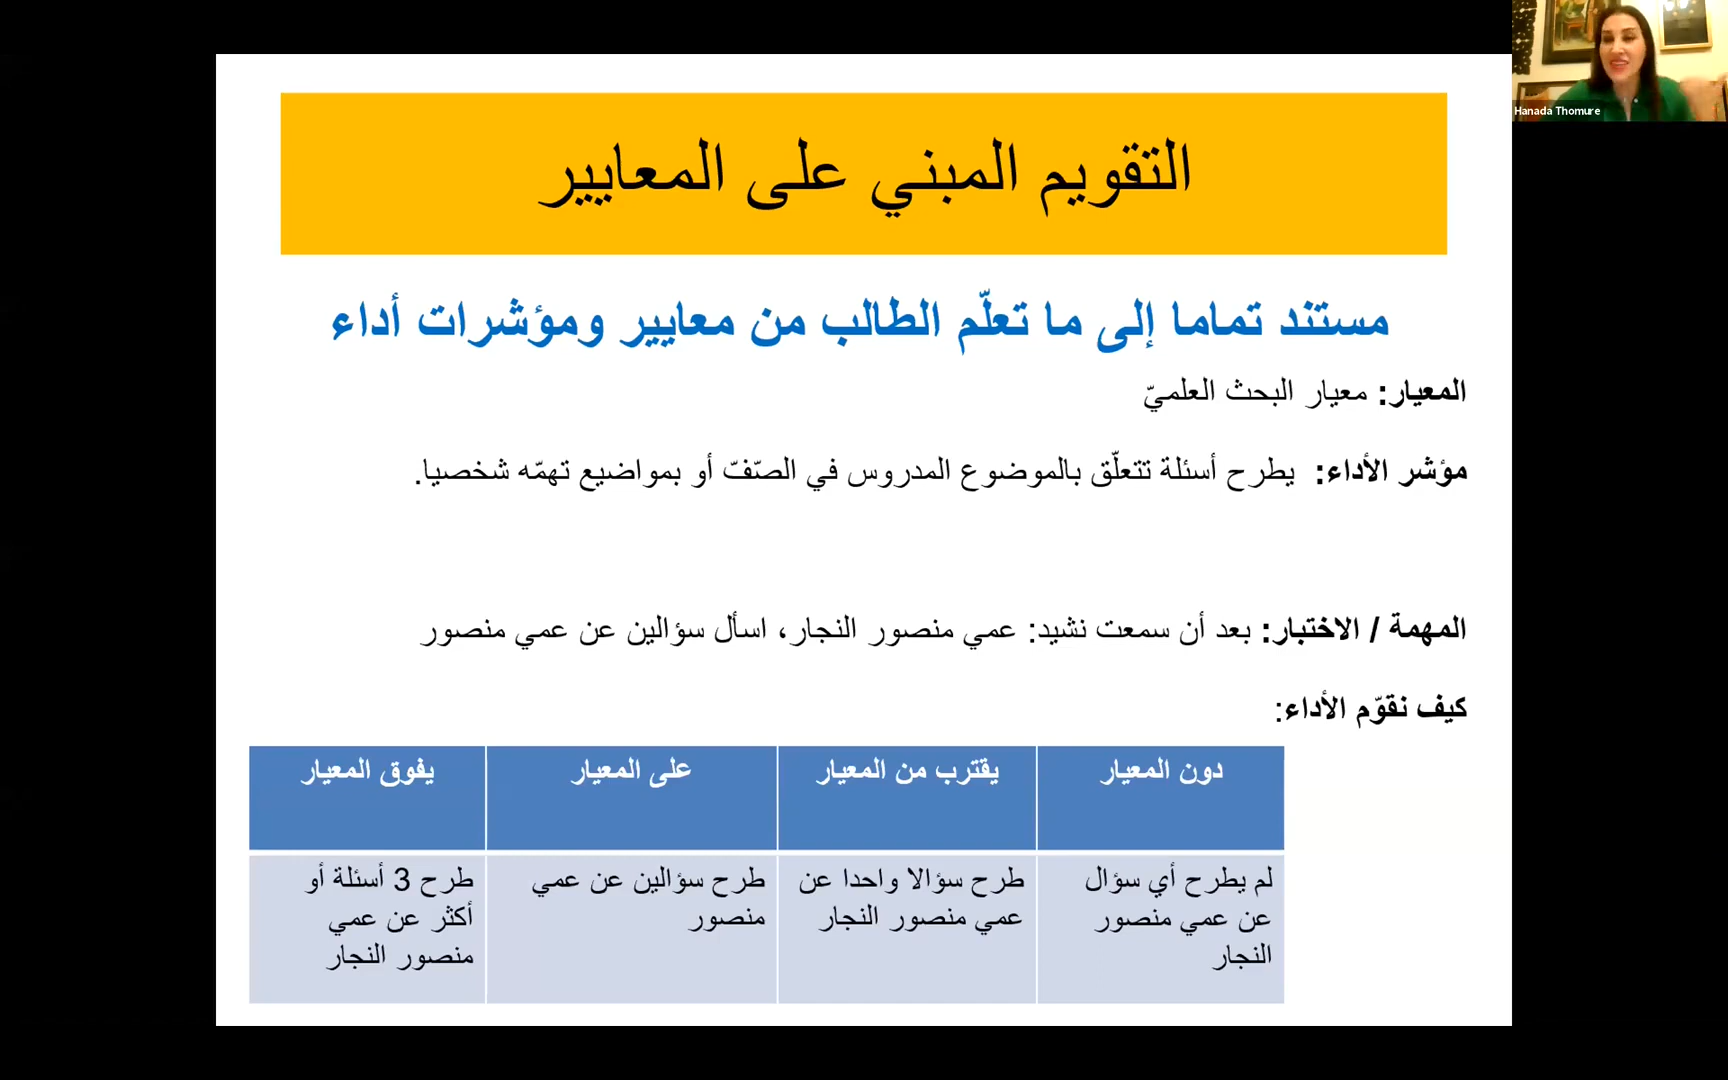 التقويم المبني على المعايير
مستند تماما إلى ما تعلّم الطالب من معايير ومؤشرات أداء
المعيار: معيار البحث العلميّ
مؤشر الأداء: يطرح أسئلة تتعلّق بالموضوع المدروس في الصّفّ أو بمواضيع تهمّه شخصيا.
المهمة / الاختبار: بعد أن سمعت نشيد: عمي منصور النجار، اسأل سؤالين عن عمي منصور
كيف نقوّم الأداء:
دون المعيار
يقترب من المعيار
على المعيار
يفوق المعيار
لم يطرح أي سؤال
عن عمي منصور
النجار
طرح سؤالا واحدا عن
عمي منصور النجار
طرح سؤالين عن عمي
منصور
طرح 3 أسئلة أو
أكثر عن عمي
منصور النجار
Hanada Thomure